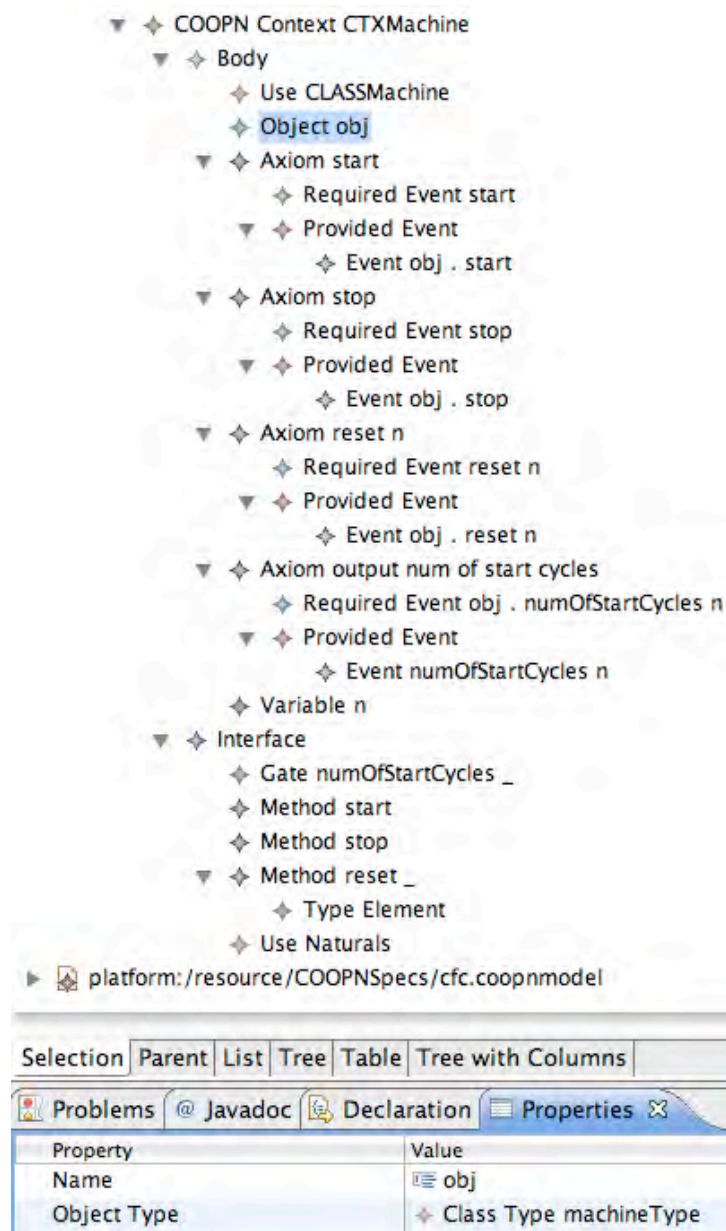 COOPN Context CTXMachine
Body
Use CLASSMachine
Object obj
Axiom start
Required Event start
Provided Event
Event obj . start
Axiom stop
Required Event stop
Provided Event
Event obj . stop
Axiom reset n
Required Event reset n
Provided Event
Event obj . reset n
Axiom output num of start cycles
Required Event obj . numOfStartCycles n
Provided Event
Event numOfStartCycles n
Variable n
Interface
Gate numOfStartCycles _
Method start
Method stop
Method reset _
Type Element
Use Naturals
platform:/resource/COOPNSpecs/cfc.coopnmodel
Selection Parent List Tree Table Tree with Columns
Problems @ Javadoc Declaration Properties
Property Value
Name obj
Object Type Class Type machineType